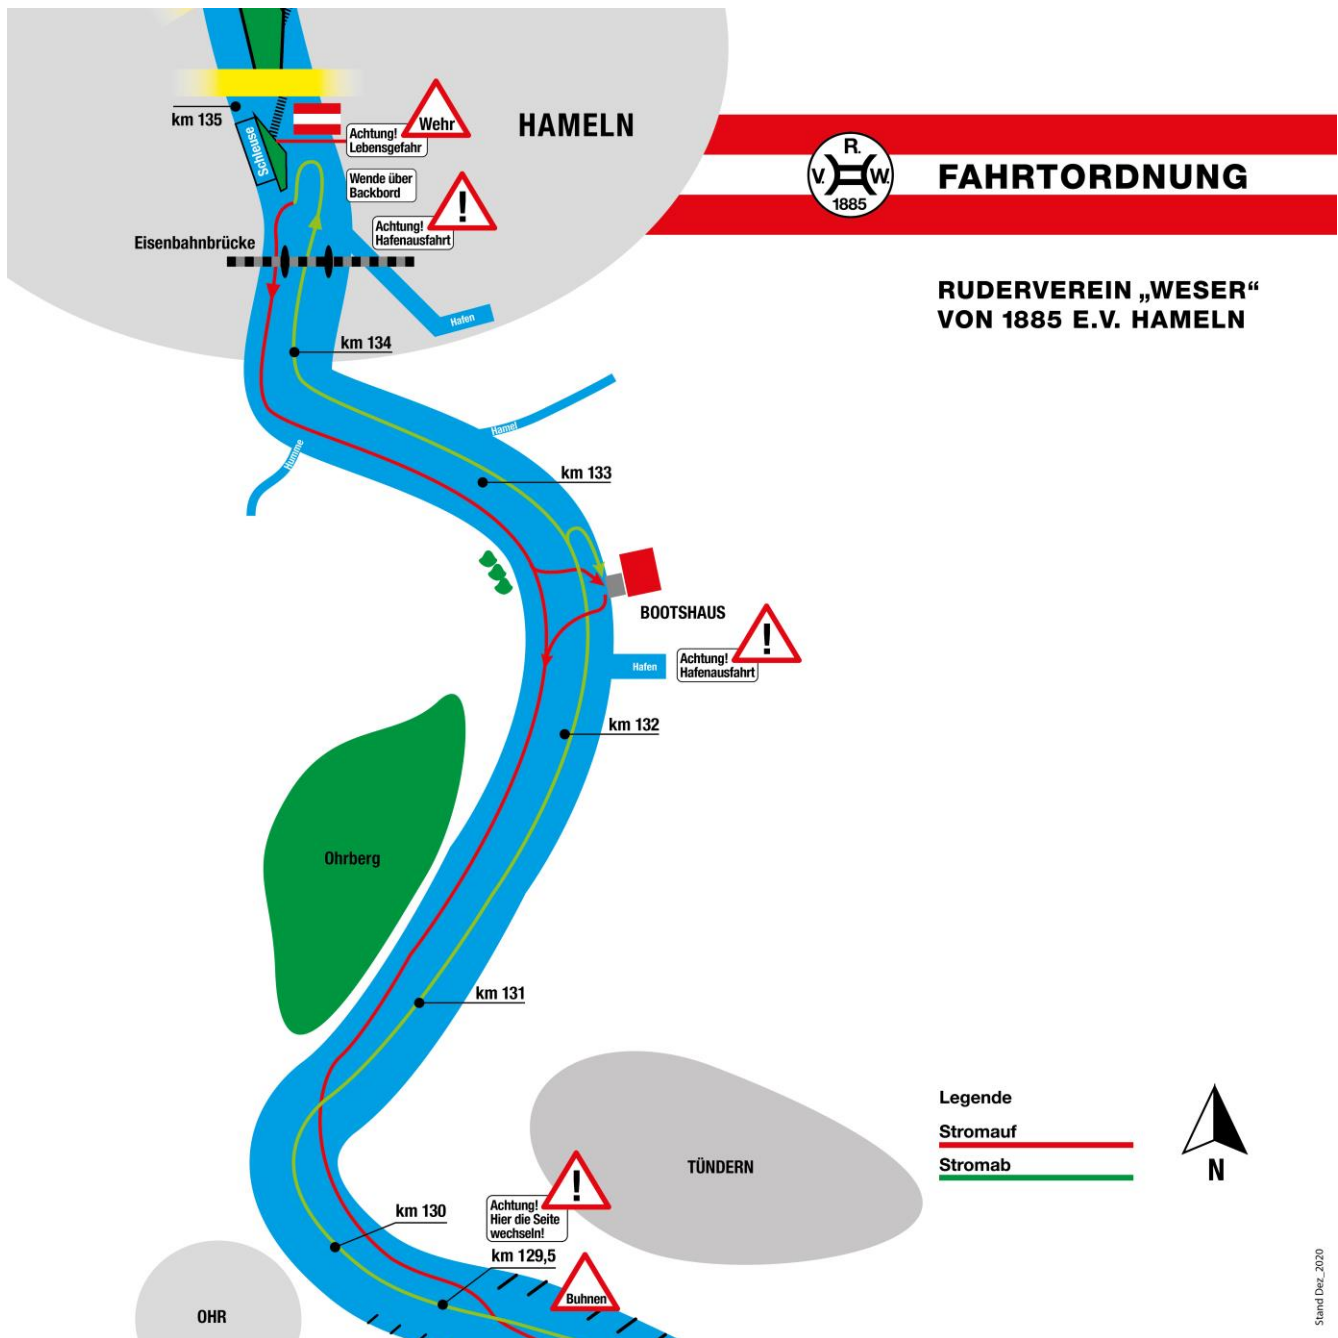 km 135
Schleuse
Achtung!
Lebensgefahr
Wehr
HAMELN
Wende über
Backbord
Achtung!
Hafenausfahrt
!
Eisenbahnbrücke
Hafen
km 134
R.
V. W.
1885
FAHRTORDNUNG
RUDERVEREIN „WESER“
VON 1885 E.V. HAMELN
Hamel
Humme
km 133
BOOTSHAUS
Hafen
Achtung!
Hafenausfahrt
!
km 132
Ohrberg
km 131
TÜNDERN
Legende
Stromauf
Stromab
N
Achtung!
Hier die Seite
wechseln!
!
km 130
km 129,5
Buhnen
OHR
Stand Dez_2020